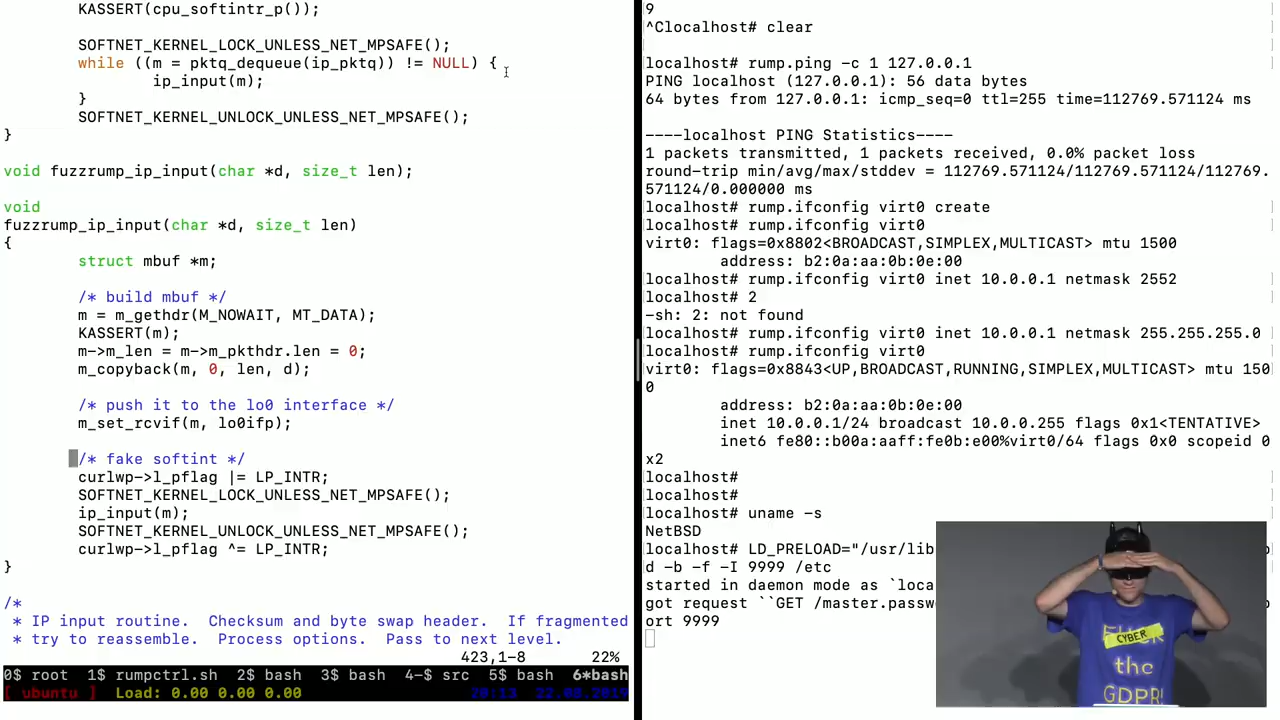 KASSERT(cpu_softintr_p());
SOFTNET_KERNEL_LOCK_UNLESS_NET_MPSAFE();
while ((m = pktq_dequeue(ip_pktq)) != NULL) {
ip_input(m);
}
SOFTNET_KERNEL_UNLOCK_UNLESS_NET_MPSAFE();
}
void fuzzrump_ip_input(char *d, size_t len);
void
fuzzrump_ip_input(char *d, size_t len)
{
struct mbuf *m;
/* build mbuf */
m = m_gethdr(M_NOWAIT, MT_DATA);
KASSERT(m);
m->m_len = m->m_pkthdr.len = 0;
m_copyback(m, 0, len, d);
/* push it to the lo0 interface */
m_set_rcvif(m, lo0ifp);
/* fake softint */
curlwp->l_pflag |= LP_INTR;
SOFTNET_KERNEL_LOCK_UNLESS_NET_MPSAFE();
ip_input(m);
SOFTNET_KERNEL_UNLOCK_UNLESS_NET_MPSAFE();
curlwp->l_pflag ^= LP_INTR;
}
/*
* IP input routine.  Checksum and byte swap header.  If fragmented
* try to reassemble.  Process options.  Pass to next level.
423,1-8 22%
0$ root 1$ rumpctrl.sh 2$ bash 3$ bash 4-$ src 5$ bash 6*bash
[ ubuntu ] Load: 0.00 0.00 0.00 20:13 22.08.2019
9
^Clocalhost# clear
localhost# rump.ping -c 1 127.0.0.1
PING localhost (127.0.0.1): 56 data bytes
64 bytes from 127.0.0.1: icmp_seq=0 ttl=255 time=112769.571124 ms
----localhost PING Statistics----
1 packets transmitted, 1 packets received, 0.0% packet loss
round-trip min/avg/max/stddev = 112769.571124/112769.571124/112769.
571124/0.000000 ms
localhost# rump.ifconfig virt0 create
localhost# rump.ifconfig virt0
virt0: flags=0x8802<BROADCAST,SIMPLEX,MULTICAST> mtu 1500
address: b2:0a:aa:0b:0e:00
localhost# rump.ifconfig virt0 inet 10.0.0.1 netmask 2552
localhost# 2
-sh: 2: not found
localhost# rump.ifconfig virt0 inet 10.0.0.1 netmask 255.255.255.0
localhost# rump.ifconfig virt0
virt0: flags=0x8843<UP,BROADCAST,RUNNING,SIMPLEX,MULTICAST> mtu 150
0
address: b2:0a:aa:0b:0e:00
inet 10.0.0.1/24 broadcast 10.0.0.255 flags 0x1<TENTATIVE>
inet6 fe80::b00a:aaff:fe0b:e00%virt0/64 flags 0x0 scopeid 0
x2
localhost#
localhost#
localhost# uname -s
NetBSD
localhost# LD_PRELOAD="/usr/lib
d -b -f -I 9999 /etc
started in daemon mode as `loca
got request ``GET /master.passw
ort 9999
CYBER
the
GDPR!